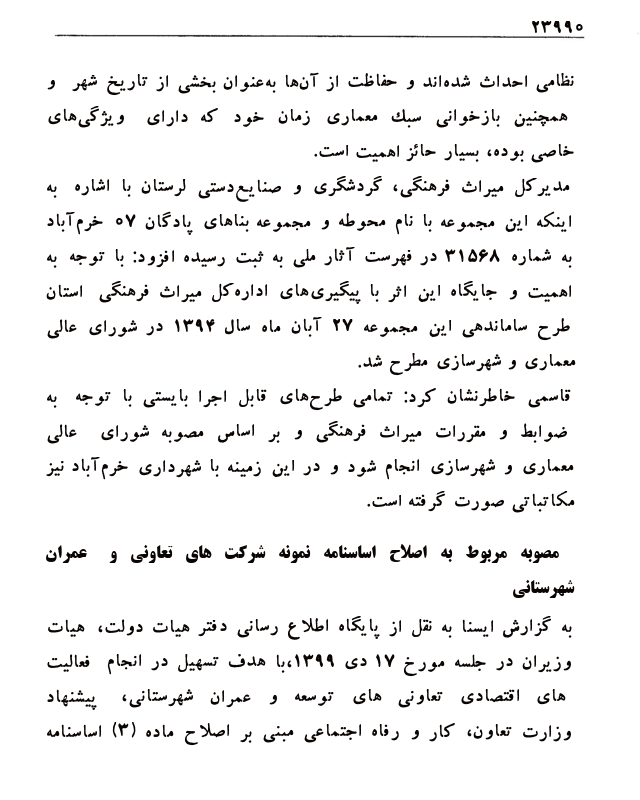 ۲۳۹۹۰
نظامی احداث شده‌اند و حفاظت از آن‌ها به‌عنوان بخشی از تاریخ شهر و
همچنین بازخوانی سبك معماری زمان خود که دارای ویژگی‌های
خاصی بوده، بسیار حائز اهمیت است.
مدیرکل میراث فرهنگی، گردشگری و صنایع‌دستی لرستان با اشاره به
اینکه این مجموعه با نام محوطه و مجموعه بناهای پادگان ۰۷ خرم‌آباد
به شماره ۳۱۵۶۸ در فهرست آثار ملی به ثبت رسیده افزود: با توجه به
اهمیت و جایگاه این اثر با پیگیری‌های اداره‌کل میراث فرهنگی استان
طرح ساماندهی این مجموعه ۲۷ آبان ماه سال ۱۳۹۴ در شورای عالی
معماری و شهرسازی مطرح شد.
قاسمی خاطرنشان کرد: تمامی طرح‌های قابل اجرا بایستی با توجه به
ضوابط و مقررات میراث فرهنگی و بر اساس مصوبه شورای عالی
معماری و شهرسازی انجام شود و در این زمینه با شهرداری خرم‌آباد نیز
مکاتباتی صورت گرفته است.
مصوبه مربوط به اصلاح اساسنامه نمونه شرکت های تعاونی و عمران
شهرستانی
به گزارش ایسنا به نقل از پایگاه اطلاع رسانی دفتر هیات دولت، هیات
وزیران در جلسه مورخ ۱۷ دی ۱۳۹۹،با هدف تسهیل در انجام فعالیت
های اقتصادی تعاونی های توسعه و عمران شهرستانی، پیشنهاد
وزارت تعاون، کار و رفاه اجتماعی مبنی بر اصلاح ماده (۳) اساسنامه